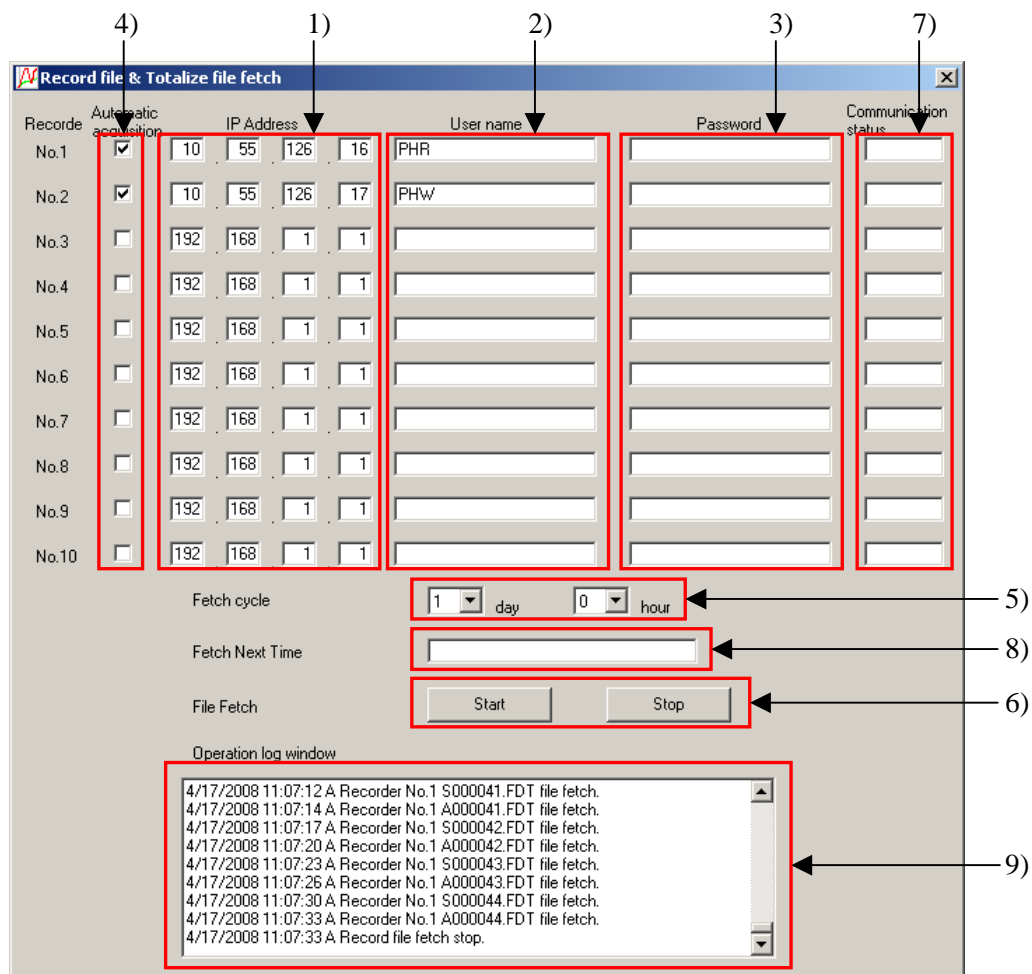 4) 1) 2) 3) 7)
Record file & Totalize file fetch
Recorde Automatic acquisition IP Address User name Password Communication status
No.1 10 . 55 . 126 . 16 PHR
No.2 10 . 55 . 126 . 17 PHW
No.3 192 . 168 . 1 . 1
No.4 192 . 168 . 1 . 1
No.5 192 . 168 . 1 . 1
No.6 192 . 168 . 1 . 1
No.7 192 . 168 . 1 . 1
No.8 192 . 168 . 1 . 1
No.9 192 . 168 . 1 . 1
No.10 192 . 168 . 1 . 1
Fetch cycle 1 day 0 hour 5)
Fetch Next Time 8)
File Fetch Start Stop 6)
Operation log window
4/17/2008 11:07:12 A Recorder No.1 S000041.FDT file fetch.
4/17/2008 11:07:14 A Recorder No.1 A000041.FDT file fetch.
4/17/2008 11:07:17 A Recorder No.1 S000042.FDT file fetch.
4/17/2008 11:07:20 A Recorder No.1 A000042.FDT file fetch.
4/17/2008 11:07:23 A Recorder No.1 S000043.FDT file fetch.
4/17/2008 11:07:26 A Recorder No.1 A000043.FDT file fetch.
4/17/2008 11:07:30 A Recorder No.1 S000044.FDT file fetch.
4/17/2008 11:07:33 A Recorder No.1 A000044.FDT file fetch.
4/17/2008 11:07:33 A Record file fetch stop.
9)